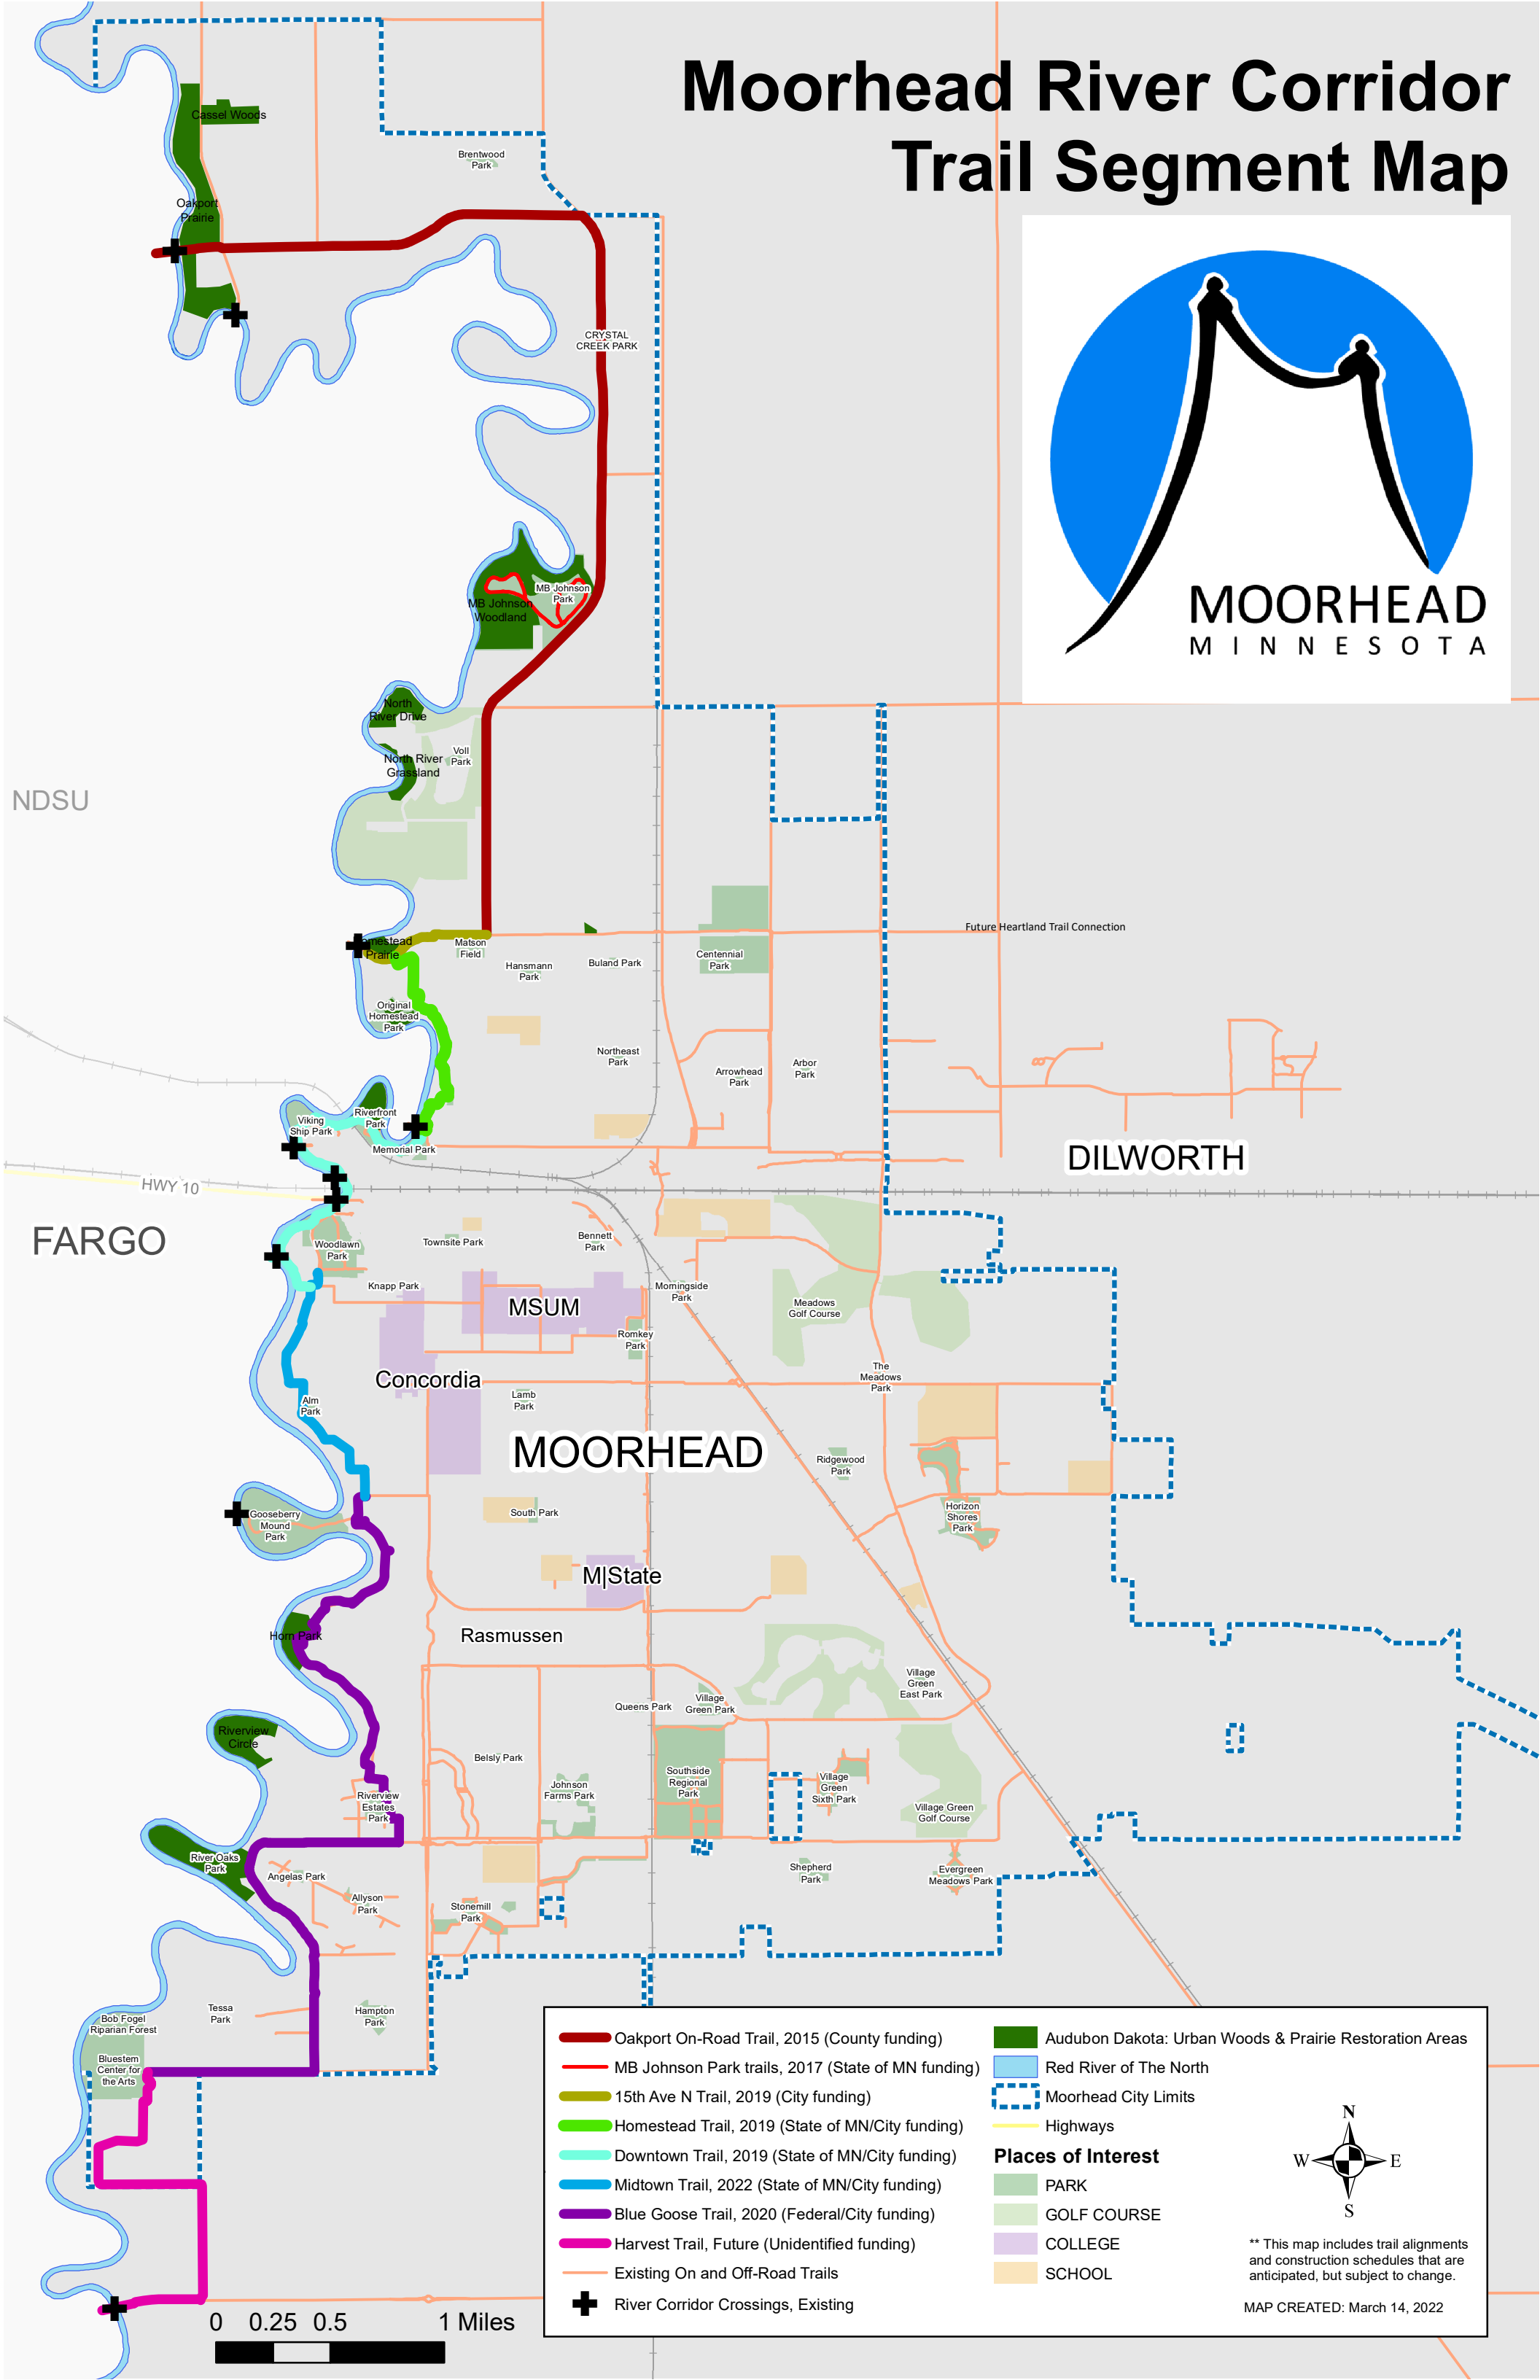 Moorhead River Corridor
Trail Segment Map
MOORHEAD
MINNESOTA
Cassel Woods
Brentwood
Park
Oakport
Prairie
CRYSTAL
CREEK PARK
MB Johnson
Park
MB Johnson
Woodland
North
River Drive
North River
Grassland
Voll
Park
NDSU
Future Heartland Trail Connection
omestead
Prairie
Matson
Field
Hansmann
Park
Buland Park
Centennial
Park
Original
Homestead
Park
Northeast
Park
Arrowhead
Park
Arbor
Park
Riverfront
Park
Viking
Ship Park
Memorial Park
DILWORTH
HWY 10
FARGO
Woodlawn
Park
Townsite Park
Bennett
Park
Knapp Park
Morningside
Park
MSUM
Meadows
Golf Course
Romkey
Park
Concordia
The
Meadows
Park
Alm
Park
Lamb
Park
MOORHEAD
Ridgewood
Park
Gooseberry
Mound
Park
South Park
Horizon
Shores
Park
M|State
Horn Park
Rasmussen
Village
Green
East Park
Queens Park
Village
Green Park
Riverview
Circle
Belsly Park
Johnson
Farms Park
Southside
Regional
Park
Village
Green
Sixth Park
Riverview
Estates
Park
Village Green
Golf Course
River Oaks
Park
Angelas Park
Shepherd
Park
Evergreen
Meadows Park
Allyson
Park
Stonemill
Park
Bob Fogel
Riparian Forest
Tessa
Park
Hampton
Park
Bluestem
Center for
the Arts
Oakport On-Road Trail, 2015 (County funding)
MB Johnson Park trails, 2017 (State of MN funding)
15th Ave N Trail, 2019 (City funding)
Homestead Trail, 2019 (State of MN/City funding)
Downtown Trail, 2019 (State of MN/City funding)
Midtown Trail, 2022 (State of MN/City funding)
Blue Goose Trail, 2020 (Federal/City funding)
Harvest Trail, Future (Unidentified funding)
Existing On and Off-Road Trails
River Corridor Crossings, Existing
Audubon Dakota: Urban Woods & Prairie Restoration Areas
Red River of The North
Moorhead City Limits
Highways
Places of Interest
PARK
GOLF COURSE
COLLEGE
SCHOOL
N
W E
S
** This map includes trail alignments
and construction schedules that are
anticipated, but subject to change.
MAP CREATED: March 14, 2022
0 0.25 0.5 1 Miles